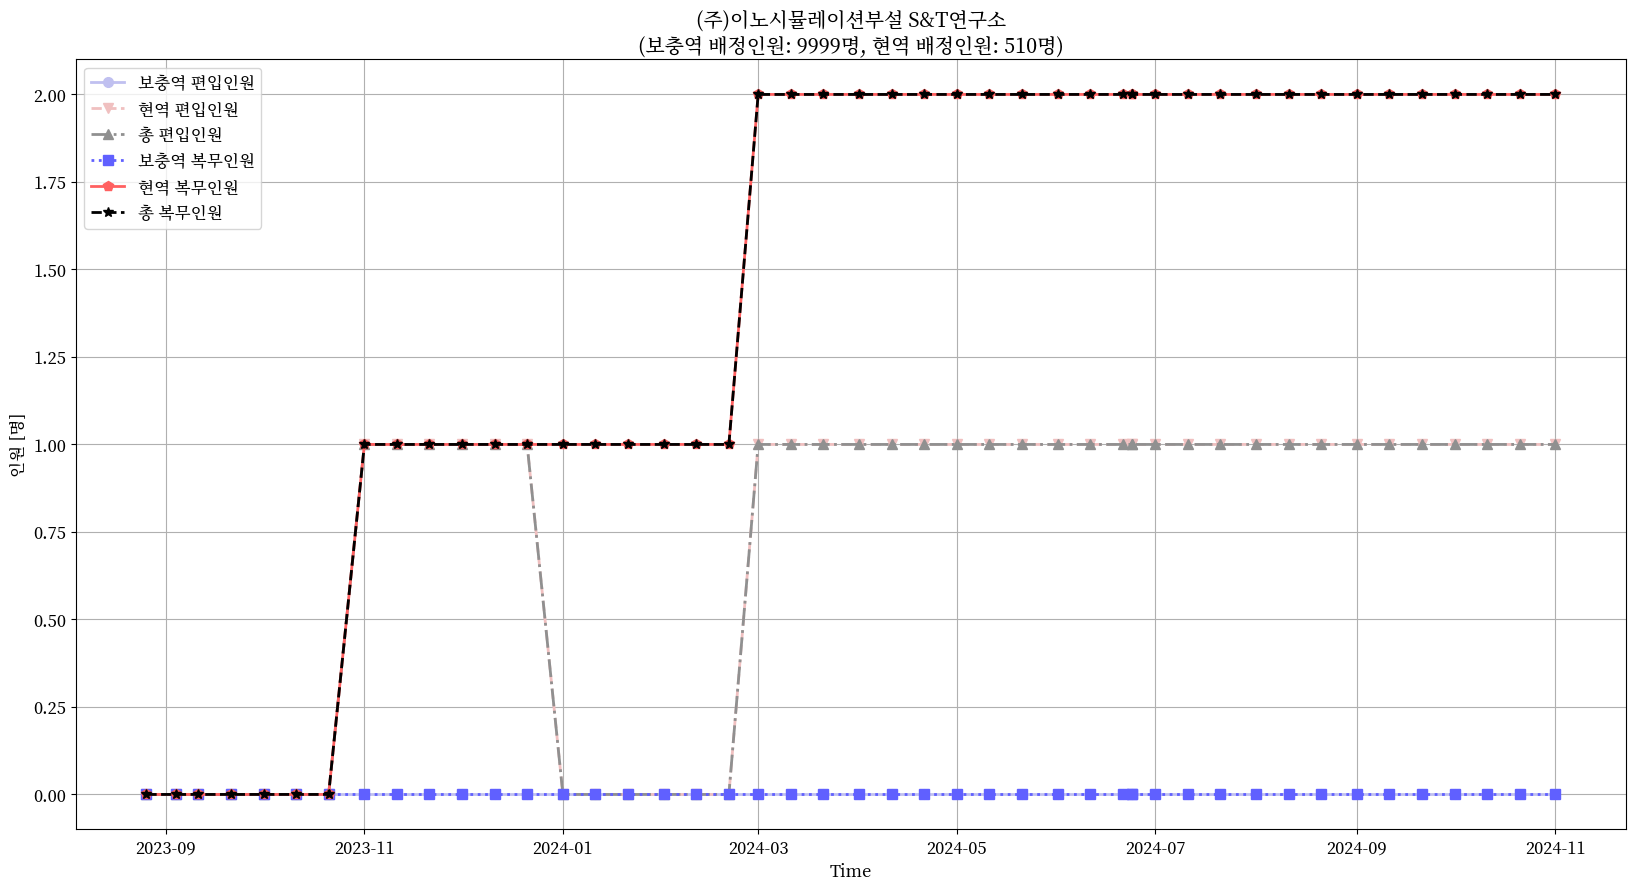 (주)이노시뮬레이션부설 S&T연구소
(보충역 배정인원: 9999명, 현역 배정인원: 510명)
보충역 편입인원
현역 편입인원
총 편입인원
보충역 복무인원
현역 복무인원
총 복무인원
인원 [명]
2.00
1.75
1.50
1.25
1.00
0.75
0.50
0.25
0.00
2023-09 2023-11 2024-01 2024-03 2024-05 2024-07 2024-09 2024-11
Time